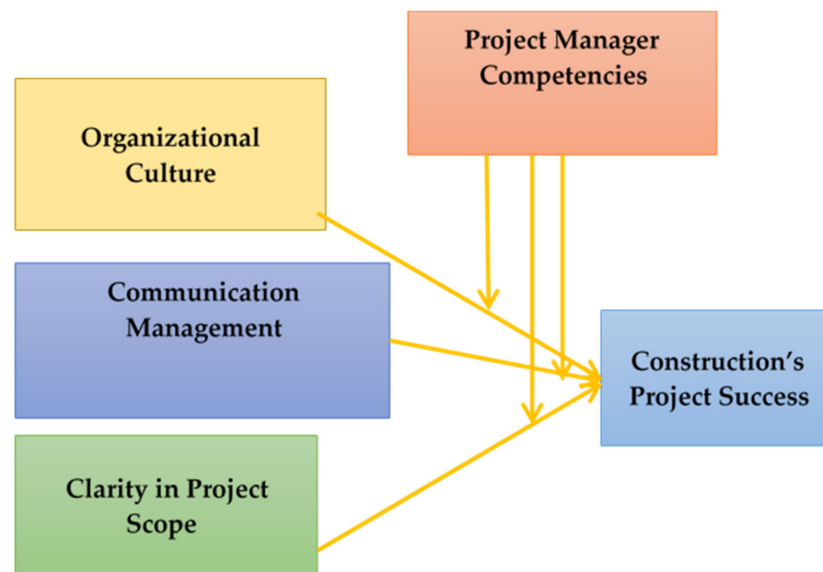 Project Manager
Competencies
Organizational
Culture
Communication
Management
Construction’s
Project Success
Clarity in Project
Scope